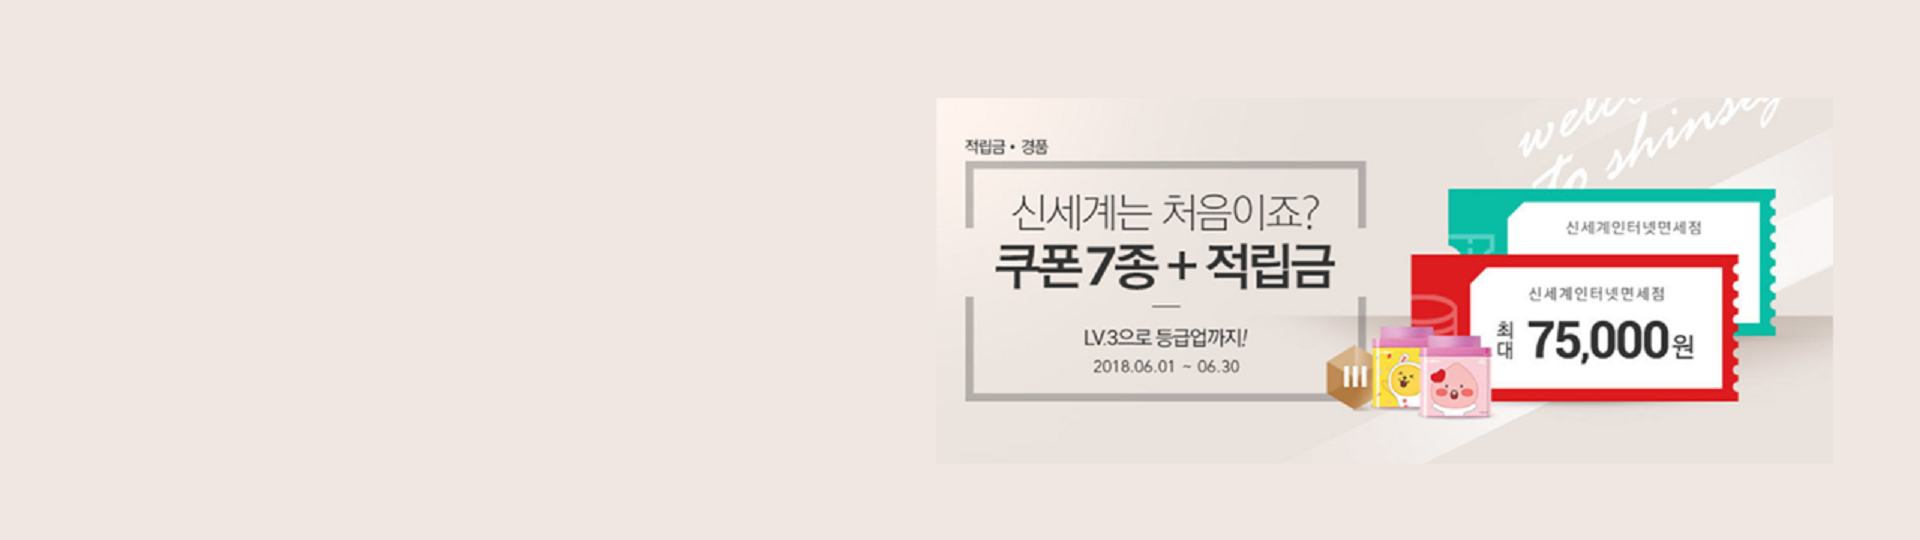 적립금 • 경품
신세계는 처음이죠?
쿠폰 7종 + 적립금
LV.3으로 등급업까지!
2018.06.01 ~ 06.30
to
신세계인터넷면세점
신세계인터넷면세점
최대 75,000원
III